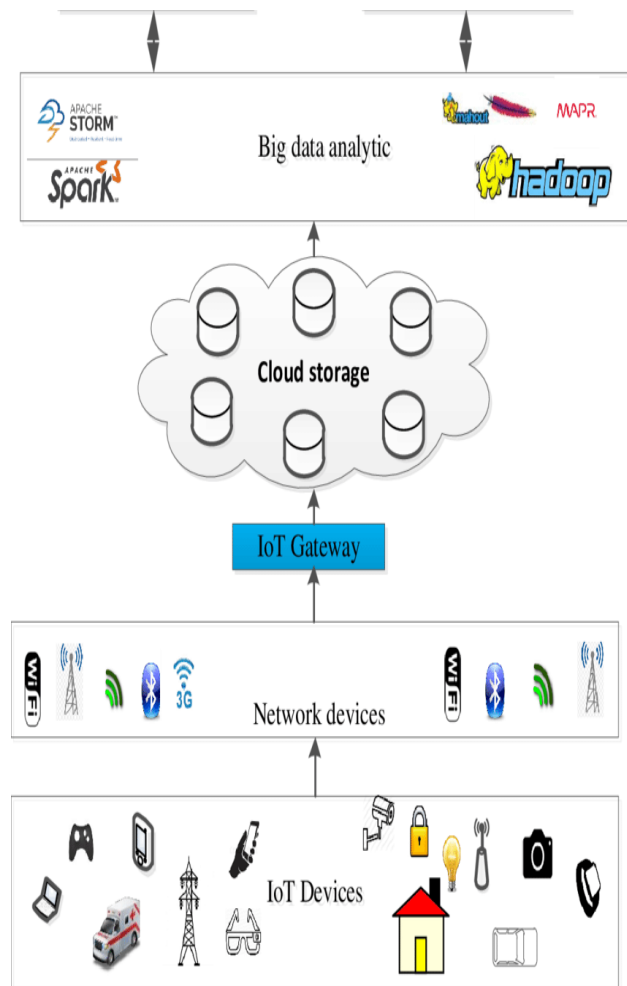 APACHE
STORM™
mahout
MAPR
Big data analytic
APACHE
Spark
hadoop
Cloud storage
IoT Gateway
WiFi
3G
WiFi
Network devices
IoT Devices